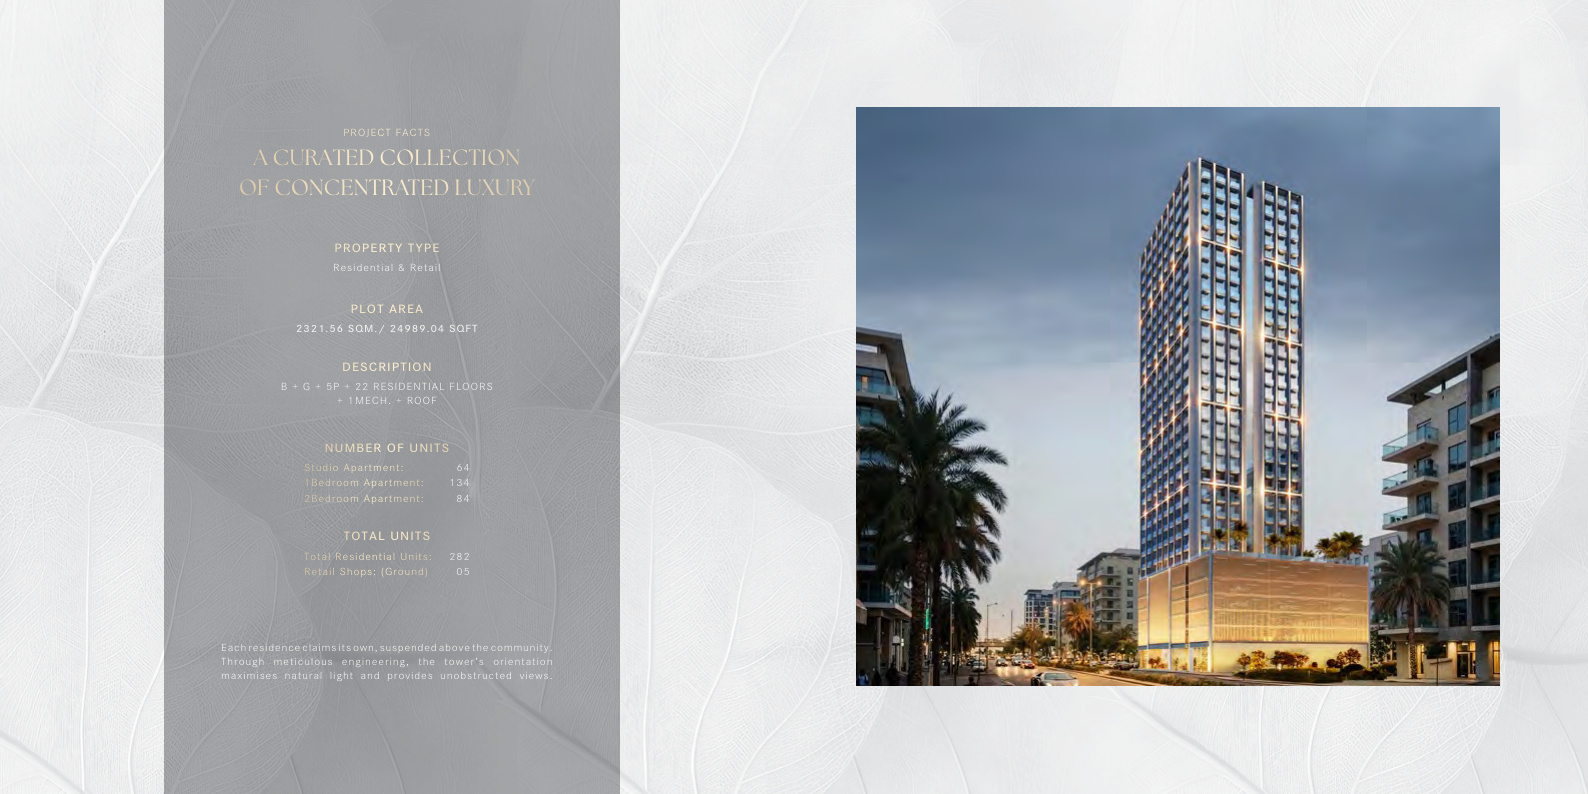 PROJECT FACTS
A CURATED COLLECTION
OF CONCENTRATED LUXURY
PROPERTY TYPE
Residential & Retail
PLOT AREA
2321.56 SQM./ 24989.04 SQFT
DESCRIPTION
B + G + 5P + 22 RESIDENTIAL FLOORS
+ 1MECH. + ROOF
NUMBER OF UNITS
Studio Apartment: 64
1Bedroom Apartment: 134
2Bedroom Apartment: 84
TOTAL UNITS
Total Residential Units: 282
Retail Shops: (Ground) 05
Each residence claims its own, suspended above the community.
Through meticulous engineering, the tower's orientation
maximises natural light and provides unobstructed views.